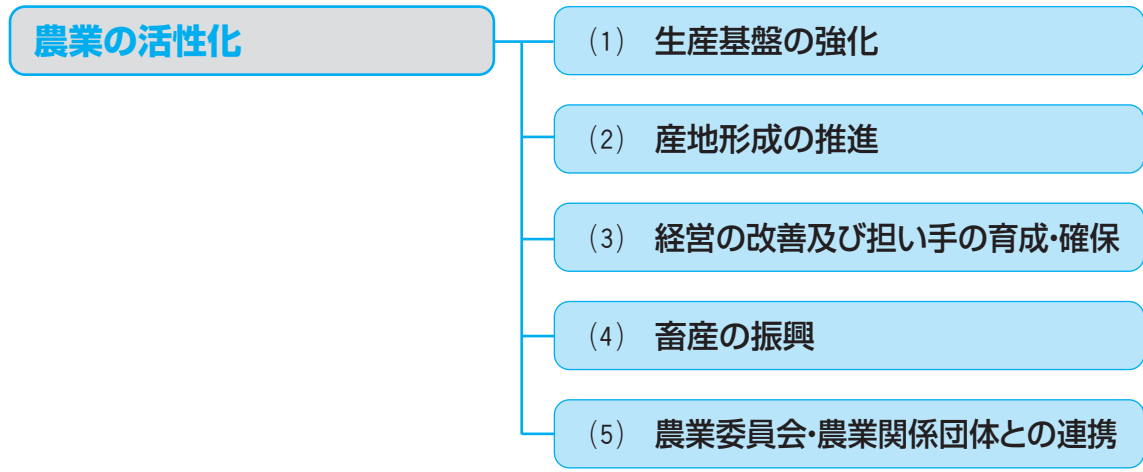 農業の活性化
(1) 生産基盤の強化
(2) 産地形成の推進
(3) 経営の改善及び担い手の育成・確保
(4) 畜産の振興
(5) 農業委員会・農業関係団体との連携